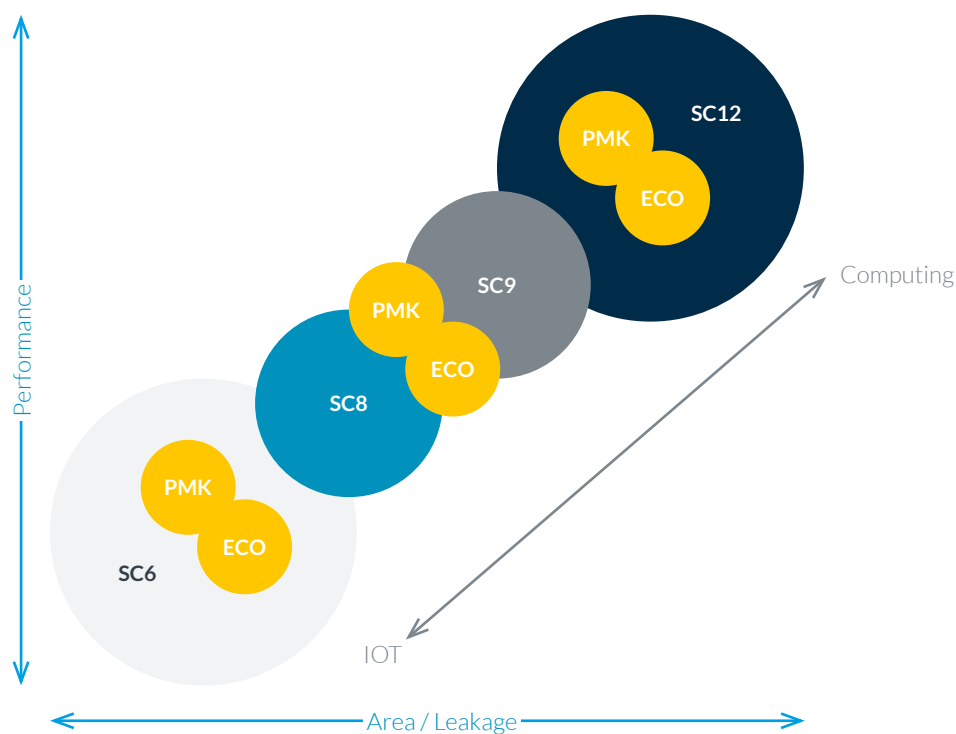 SC12
PMK
ECO
Computing
SC9
PMK
ECO
Performance
SC8
PMK
ECO
SC6
IOT
Area / Leakage